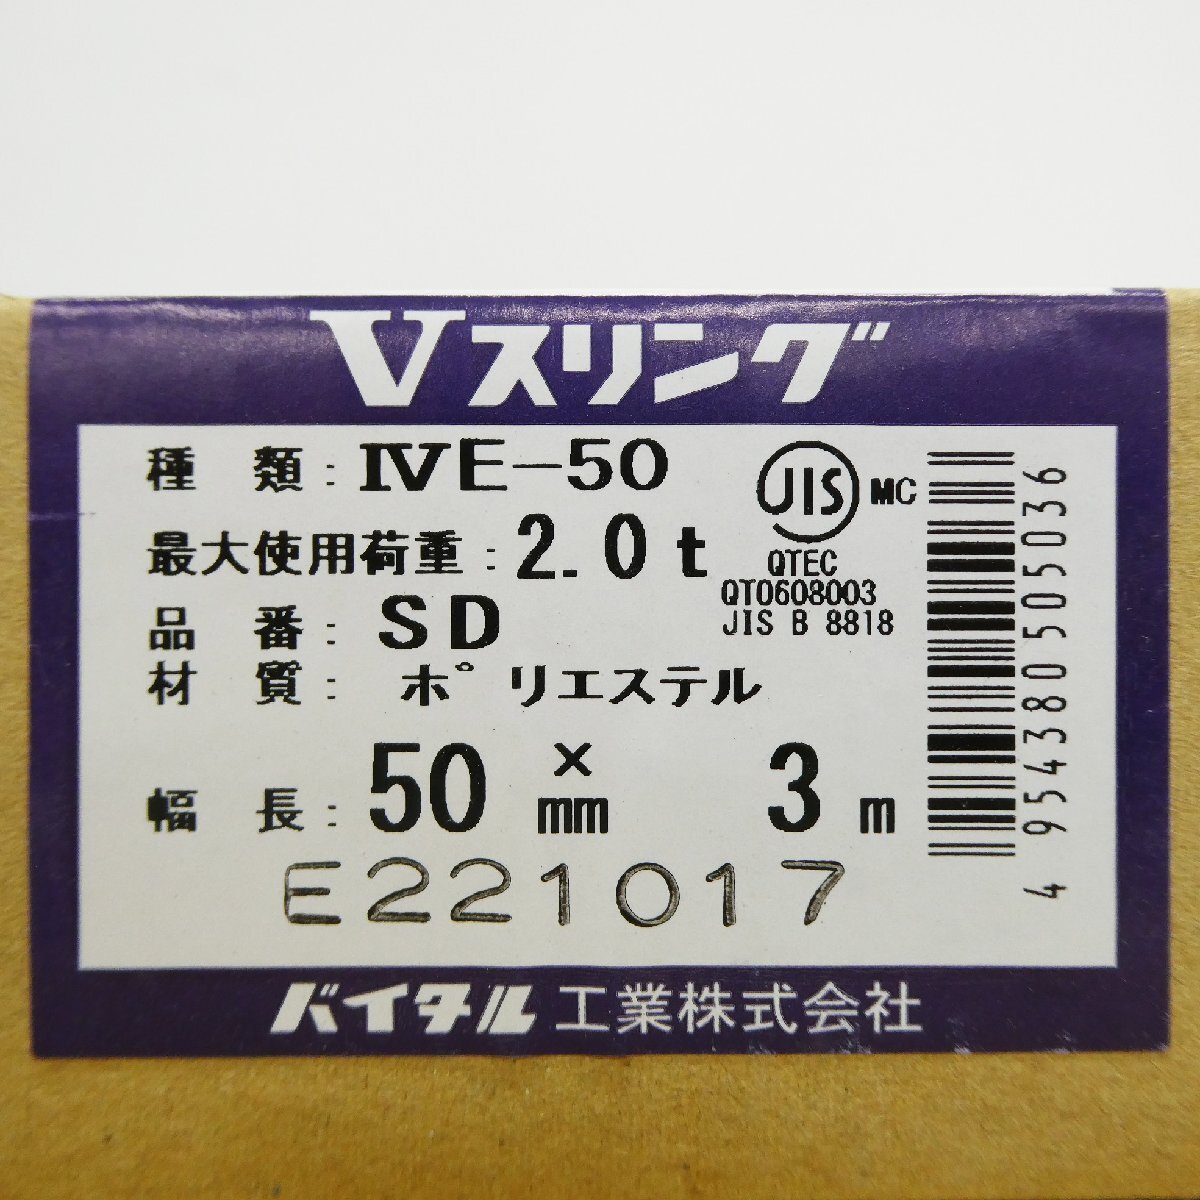 Vスリング
種 類 : ⅣE-50
最大使用荷重 : 2.0 t
品 番 : SD
材 質 : ポリエステル
幅 長 : 50mm × 3m
E221017
JIS MC
QTEC
QT0608003
JIS B 8818
4954380505036
バイタル工業株式会社